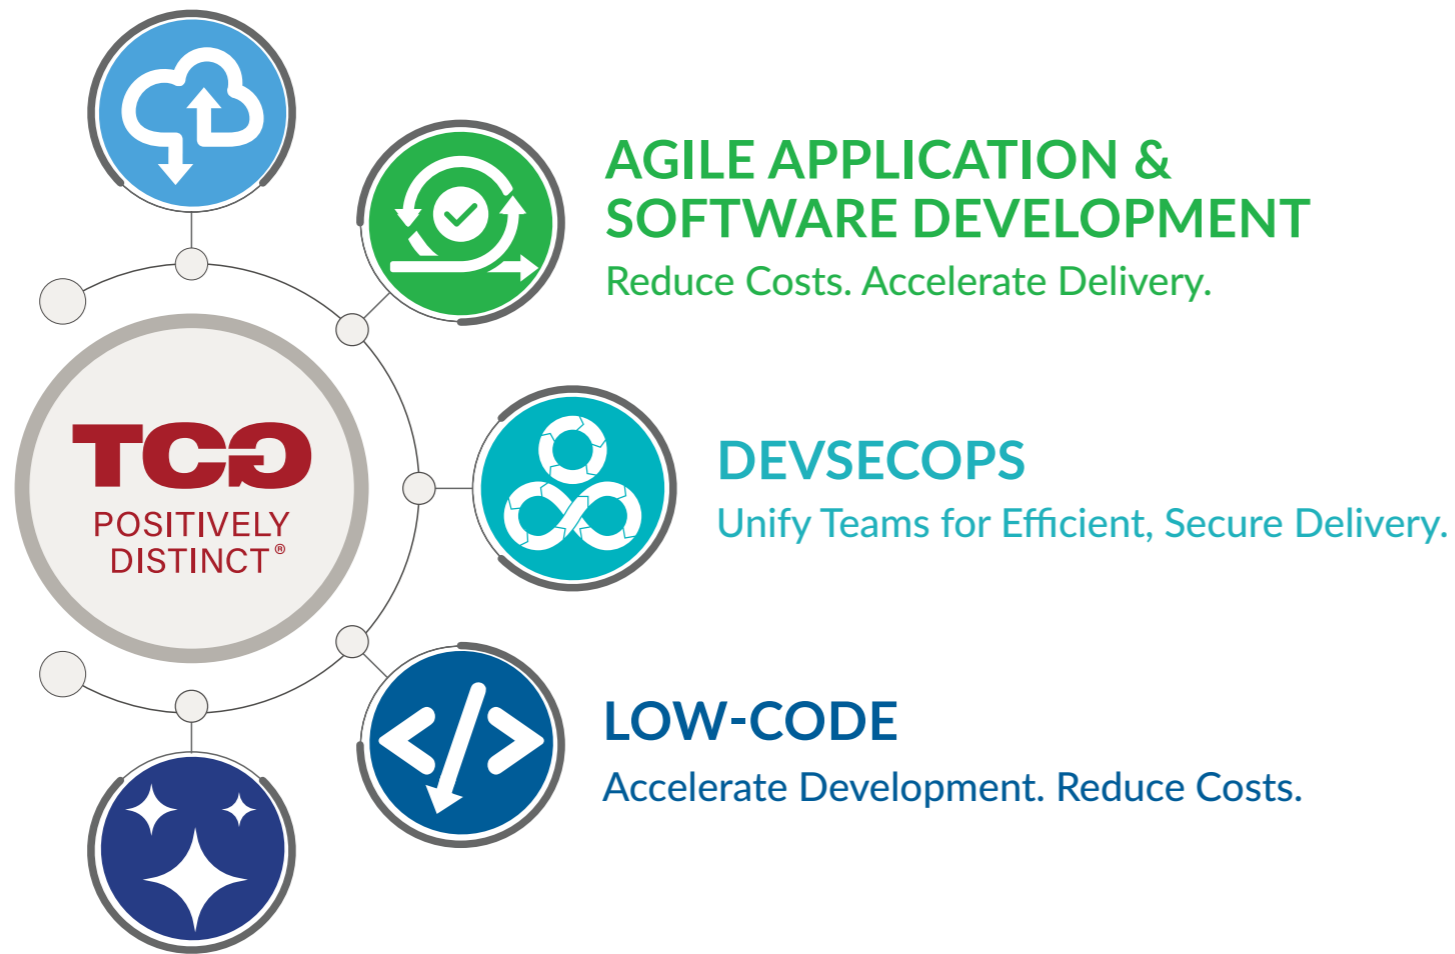 AGILE APPLICATION &
SOFTWARE DEVELOPMENT
Reduce Costs. Accelerate Delivery.
TCG
POSITIVELY
DISTINCT®
DEVSECOPS
Unify Teams for Efficient, Secure Delivery.
LOW-CODE
Accelerate Development. Reduce Costs.